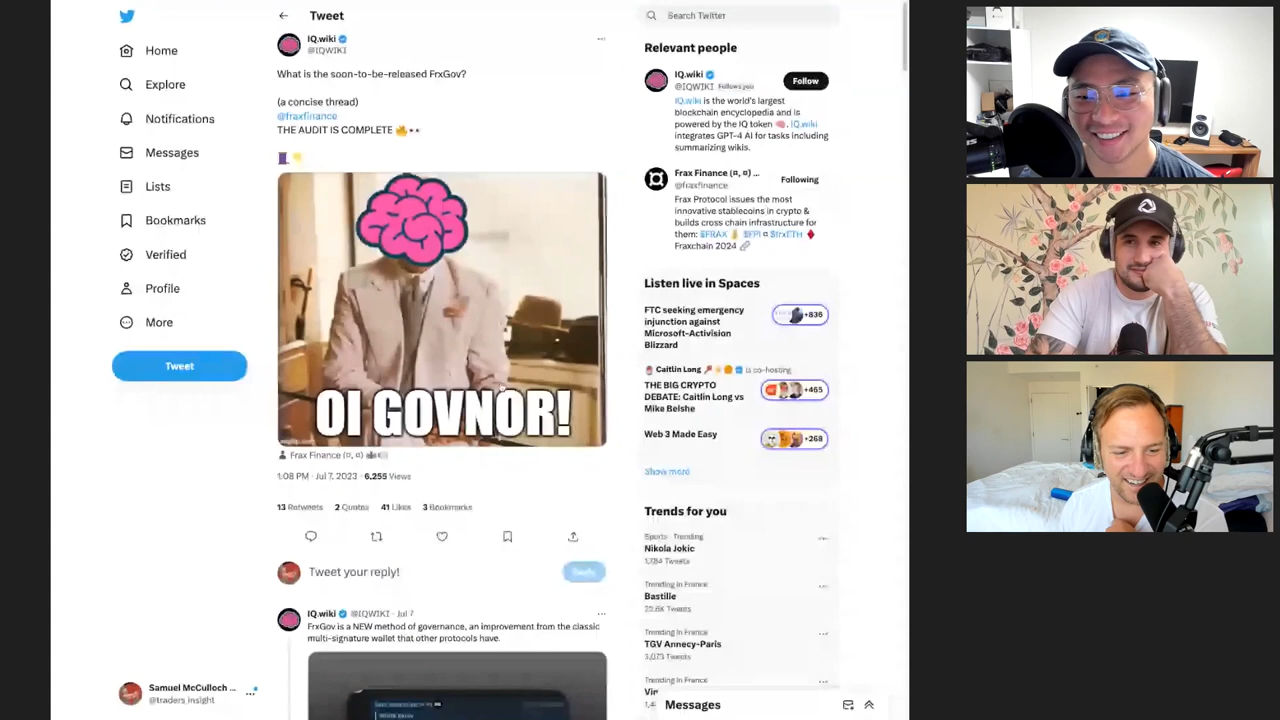 Home
Explore
Notifications
Messages
Lists
Bookmarks
Verified
Profile
More
Tweet
Samuel McCulloch ...
@traders_insight
Tweet
IQ.wiki
@IQWIKI
What is the soon-to-be-released FrxGov?
(a concise thread)
@fraxfinance
THE AUDIT IS COMPLETE
OI GOVNOR!
Frax Finance (¤, ¤)
1:08 PM · Jul 7, 2023 · 6,255 Views
13 Retweets 2 Quotes 41 Likes 3 Bookmarks
Tweet your reply!
Reply
IQ.wiki @IQWIKI · Jul 7
FrxGov is a NEW method of governance, an improvement from the classic
multi-signature wallet that other protocols have.
Search Twitter
Relevant people
IQ.wiki
@IQWIKI Follows you
Follow
IQ.wiki is the world's largest
blockchain encyclopedia and is
powered by the IQ token 🧠. IQ.wiki
integrates GPT-4 AI for tasks including
summarizing wikis.
Frax Finance (¤, ¤) ...
@fraxfinance
Following
Frax Protocol issues the most
innovative stablecoins in crypto &
builds cross chain infrastructure for
them: $FRAX $FPI ¤ $frxETH
Fraxchain 2024
Listen live in Spaces
FTC seeking emergency
injunction against
Microsoft-Activision
Blizzard
+836
Caitlin Long is co-hosting
THE BIG CRYPTO
DEBATE: Caitlin Long vs
Mike Belshe
+465
Web 3 Made Easy
+268
Show more
Trends for you
Sports · Trending
Nikola Jokic
Tweets
Trending in France
Bastille
Tweets
Trending in France
TGV Annecy-Paris
Tweets
Trending in France
Messages